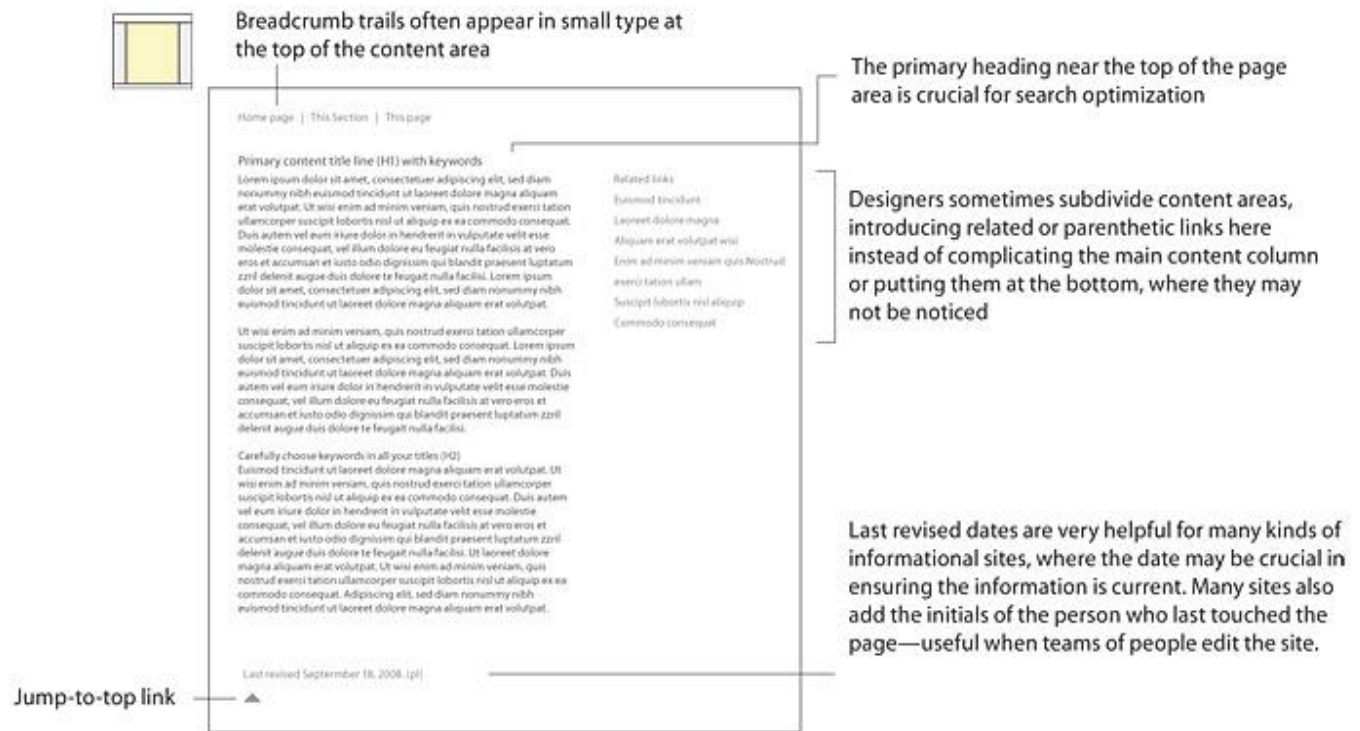 Breadcrumb trails often appear in small type at
the top of the content area
The primary heading near the top of the page
area is crucial for search optimization
Home page | This Section | This page
Primary content title line (H1) with keywords
Lorem ipsum dolor sit amet, consectetuer adipiscing elit, sed diam
nonummy nibh euismod tincidunt ut laoreet dolore magna aliquam
erat volutpat. Ut wisi enim ad minim veniam, quis nostrud exerci tation
ullamcorper suscipit lobortis nisl ut aliquip ex ea commodo consequat.
Duis autem vel eum iriure dolor in hendrerit in vulputate velit esse
molestie consequat, vel illum dolore eu feugiat nulla facilisis at vero
eros et accumsan et iusto odio dignissim qui blandit praesent luptatum
zzril delenit augue duis dolore te feugait nulla facilisi. Lorem ipsum
dolor sit amet, consectetuer adipiscing elit, sed diam nonummy nibh
euismod tincidunt ut laoreet dolore magna aliquam erat volutpat.
Ut wisi enim ad minim veniam, quis nostrud exerci tation ullamcorper
suscipit lobortis nisl ut aliquip ex ea commodo consequat. Lorem ipsum
dolor sit amet, consectetuer adipiscing elit, sed diam nonummy nibh
euismod tincidunt ut laoreet dolore magna aliquam erat volutpat. Duis
autem vel eum iriure dolor in hendrerit in vulputate velit esse molestie
consequat, vel illum dolore eu feugiat nulla facilisis at vero eros et
accumsan et iusto odio dignissim qui blandit praesent luptatum zzril
delenit augue duis dolore te feugait nulla facilisi.
Carefully choose keywords in all your titles (H2)
Euismod tincidunt ut laoreet dolore magna aliquam erat volutpat. Ut
wisi enim ad minim veniam, quis nostrud exerci tation ullamcorper
suscipit lobortis nisl ut aliquip ex ea commodo consequat. Duis autem
vel eum iriure dolor in hendrerit in vulputate velit esse molestie
consequat, vel illum dolore eu feugiat nulla facilisis at vero eros et
accumsan et iusto odio dignissim qui blandit praesent luptatum zzril
delenit augue duis dolore te feugait nulla facilisi. Ut laoreet dolore
magna aliquam erat volutpat. Ut wisi enim ad minim veniam, quis
nostrud exerci tation ullamcorper suscipit lobortis nisl ut aliquip ex ea
commodo consequat. Adipiscing elit, sed diam nonummy nibh
euismod tincidunt ut laoreet dolore magna aliquam erat volutpat.
Related links
Euismod tincidunt
Laoreet dolore magna
Aliquam erat volutpat wisi
Enim ad minim veniam quis Nostrud
exerci tation ullam
Suscipit lobortis nisl aliquip
Commodo consequat
Designers sometimes subdivide content areas,
introducing related or parenthetic links here
instead of complicating the main content column
or putting them at the bottom, where they may
not be noticed
Last revised dates are very helpful for many kinds of
informational sites, where the date may be crucial in
ensuring the information is current. Many sites also
add the initials of the person who last touched the
page—useful when teams of people edit the site.
Last revised Septermber 18, 2008. (pl)
Jump-to-top link